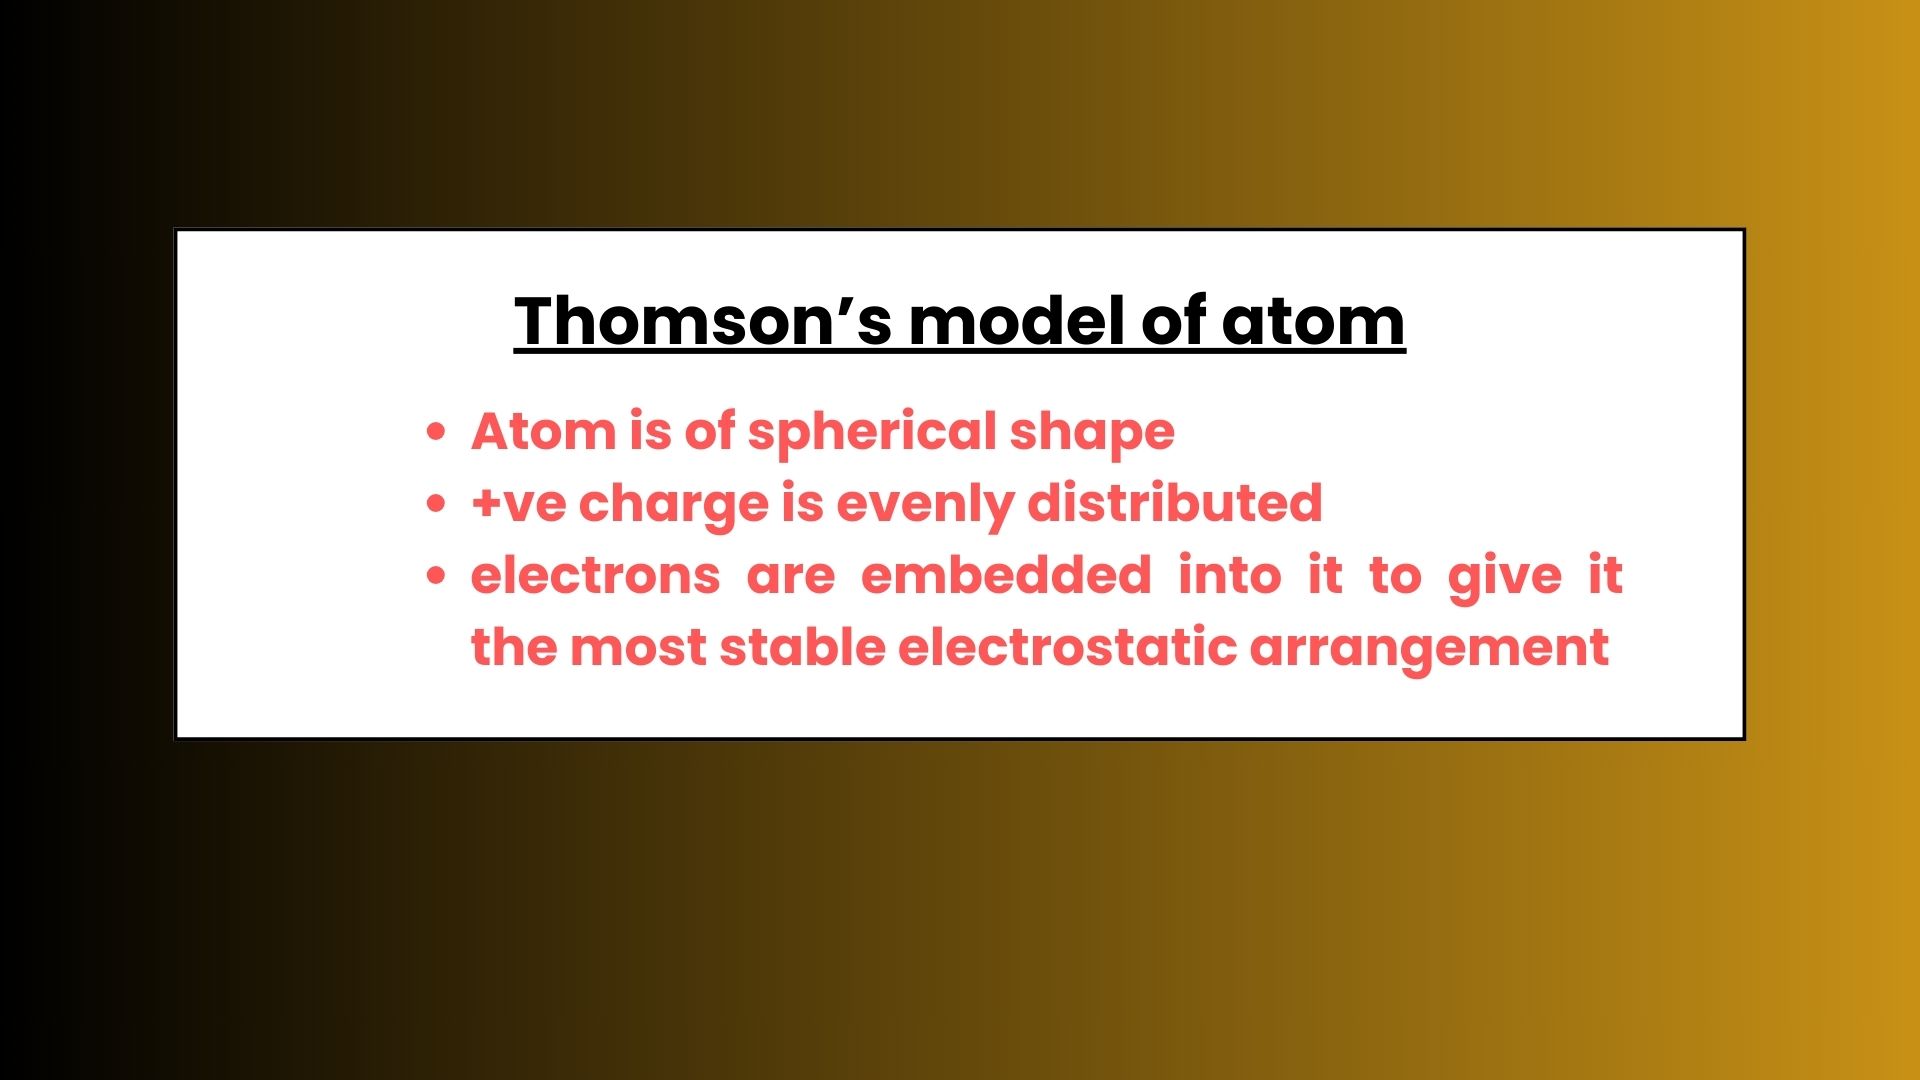 Thomson’s model of atom
• Atom is of spherical shape
• +ve charge is evenly distributed
• electrons are embedded into it to give it
the most stable electrostatic arrangement